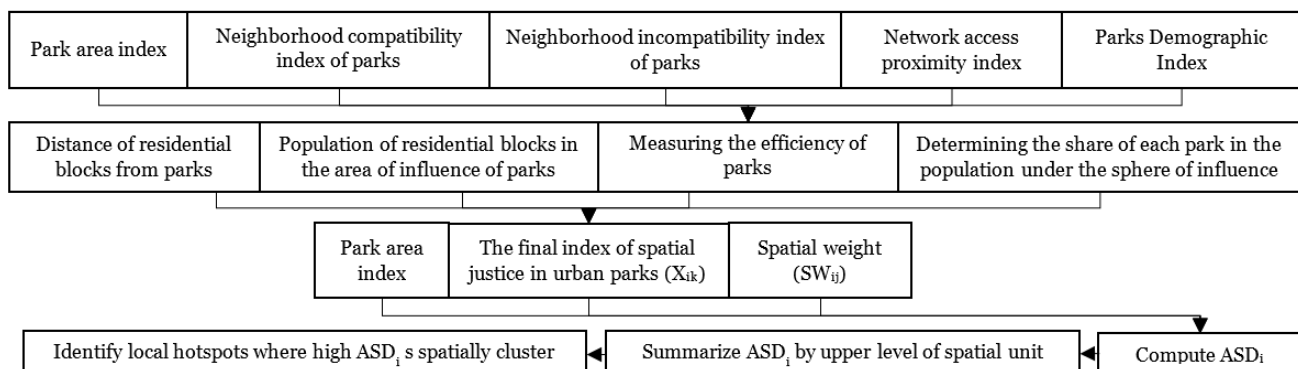 Park area index
Neighborhood compatibility
index of parks
Neighborhood incompatibility index
of parks
Network access
proximity index
Parks Demographic
Index
Distance of residential
blocks from parks
Population of residential blocks in
the area of influence of parks
Measuring the efficiency of
parks
Determining the share of each park in the
population under the sphere of influence
Park area
index
The final index of spatial
justice in urban parks (Xik)
Spatial weight
(SWij)
Identify local hotspots where high ASDi s spatially cluster
Summarize ASDi by upper level of spatial unit
Compute ASDi